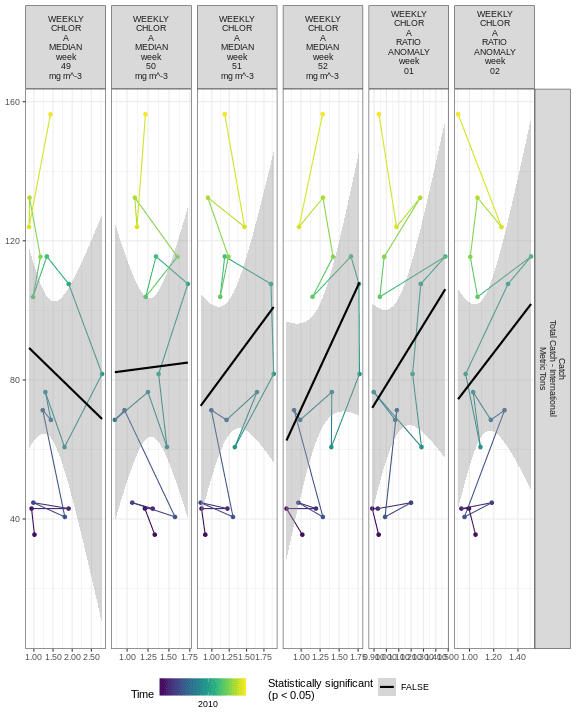 WEEKLY
CHLOR
A
MEDIAN
week
49
mg m^-3
WEEKLY
CHLOR
A
MEDIAN
week
50
mg m^-3
WEEKLY
CHLOR
A
MEDIAN
week
51
mg m^-3
WEEKLY
CHLOR
A
MEDIAN
week
52
mg m^-3
WEEKLY
CHLOR
A
RATIO
ANOMALY
week
01
WEEKLY
CHLOR
A
RATIO
ANOMALY
week
02
160
120
80
40
Catch
Total Catch - International
Metric Tons
1.00 1.50 2.00 2.50
1.00 1.25 1.50 1.75
1.00 1.25 1.50 1.75
1.00 1.25 1.50 1.75
1.00 1.20 1.40
Time
2010
Statistically significant
(p < 0.05)
FALSE